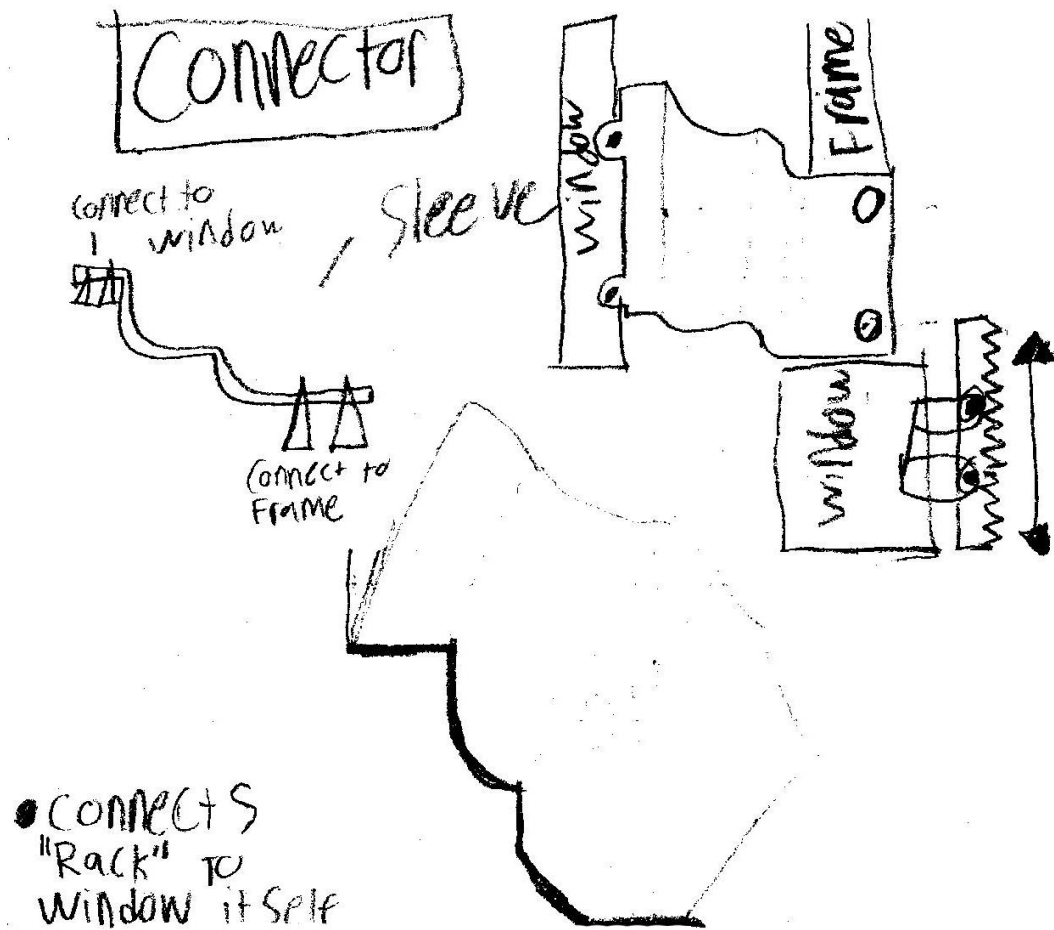 Connector
connect to
window
, Sleeve
window
Frame
window
Connect to
Frame
• Connects
"Rack" to
window itself